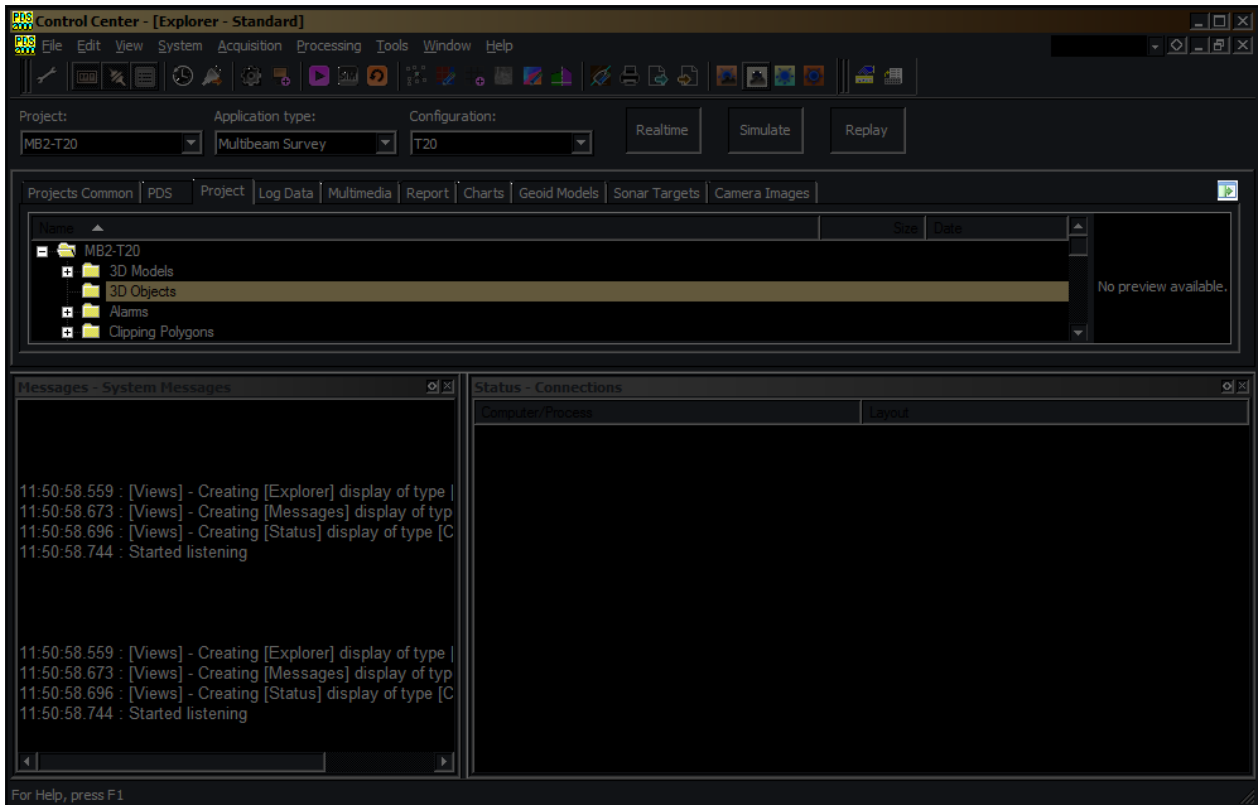 PDS 2000 Control Center - [Explorer - Standard]
PDS 2000 File Edit View System Acquisition Processing Tools Window Help
Project: Application type: Configuration:
MB2-T20 Multibeam Survey T20 Realtime Simulate Replay
Projects Common PDS Project Log Data Multimedia Report Charts Geoid Models Sonar Targets Camera Images
Name Size Date
MB2-T20
3D Models
3D Objects
Alarms
Clipping Polygons
No preview available.
Messages - System Messages
11:50:58.559 : [Views] - Creating [Explorer] display of type [
11:50:58.673 : [Views] - Creating [Messages] display of typ
11:50:58.696 : [Views] - Creating [Status] display of type [C
11:50:58.744 : Started listening
11:50:58.559 : [Views] - Creating [Explorer] display of type [
11:50:58.673 : [Views] - Creating [Messages] display of typ
11:50:58.696 : [Views] - Creating [Status] display of type [C
11:50:58.744 : Started listening
Status - Connections
Computer/Process Layout
For Help, press F1